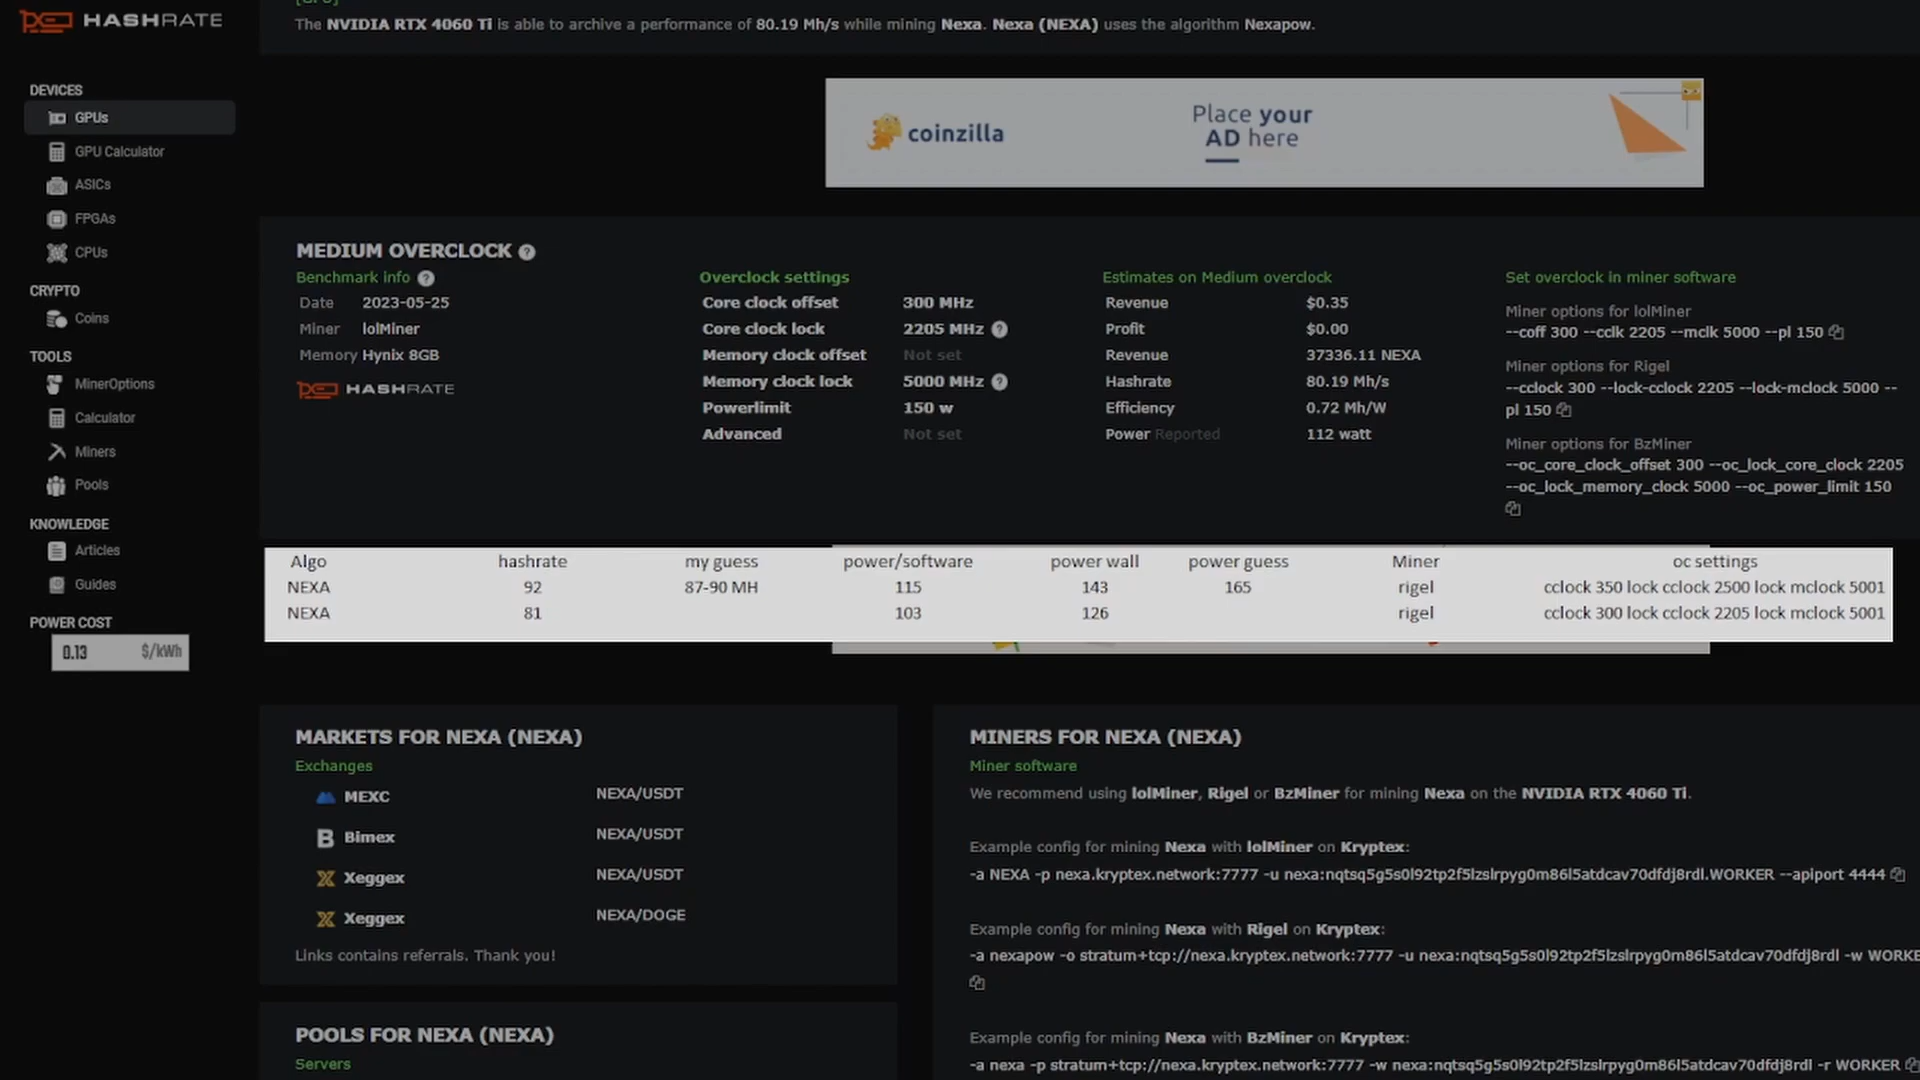 HASHRATE
The NVIDIA RTX 4060 Ti is able to archive a performance of 80.19 Mh/s while mining Nexa. Nexa (NEXA) uses the algorithm Nexapow.
DEVICES
GPUs
GPU Calculator
ASICs
FPGAs
CPUs
CRYPTO
Coins
TOOLS
MinerOptions
Calculator
Miners
Pools
KNOWLEDGE
Articles
Guides
POWER COST
0.13 $/kWh
coinzilla
Place your
AD here
MEDIUM OVERCLOCK ?
Benchmark info ?
Date 2023-05-25
Miner lolMiner
Memory Hynix 8GB
HASHRATE
Overclock settings
Core clock offset 300 MHz
Core clock lock 2205 MHz ?
Memory clock offset Not set
Memory clock lock 5000 MHz ?
Powerlimit 150 w
Advanced Not set
Estimates on Medium overclock
Revenue $0.35
Profit $0.00
Revenue 37336.11 NEXA
Hashrate 80.19 Mh/s
Efficiency 0.72 Mh/W
Power Reported 112 watt
Set overclock in miner software
Miner options for lolMiner
--coff 300 --cclk 2205 --mclk 5000 --pl 150
Miner options for Rigel
--cclock 300 --lock-cclock 2205 --lock-mclock 5000 --
pl 150
Miner options for BzMiner
--oc_core_clock_offset 300 --oc_lock_core_clock 2205
--oc_lock_memory_clock 5000 --oc_power_limit 150
Algo hashrate my guess power/software power wall power guess Miner oc settings
NEXA 92 87-90 MH 115 143 165 rigel cclock 350 lock cclock 2500 lock mclock 5001
NEXA 81 103 126 rigel cclock 300 lock cclock 2205 lock mclock 5001
MARKETS FOR NEXA (NEXA)
Exchanges
MEXC NEXA/USDT
Bimex NEXA/USDT
Xeggex NEXA/USDT
Xeggex NEXA/DOGE
Links contains referrals. Thank you!
POOLS FOR NEXA (NEXA)
Servers
MINERS FOR NEXA (NEXA)
Miner software
We recommend using lolMiner, Rigel or BzMiner for mining Nexa on the NVIDIA RTX 4060 Ti.
Example config for mining Nexa with lolMiner on Kryptex:
-a NEXA -p nexa.kryptex.network:7777 -u nexa:nqtsq5g5s0l92tp2f5lzslrpyg0m86l5atdcav70dfdj8rdl.WORKER --apiport 4444
Example config for mining Nexa with Rigel on Kryptex:
-a nexapow -o stratum+tcp://nexa.kryptex.network:7777 -u nexa:nqtsq5g5s0l92tp2f5lzslrpyg0m86l5atdcav70dfdj8rdl -w WORKE
Example config for mining Nexa with BzMiner on Kryptex:
-a nexa -p stratum+tcp://nexa.kryptex.network:7777 -w nexa:nqtsq5g5s0l92tp2f5lzslrpyg0m86l5atdcav70dfdj8rdl -r WORKER